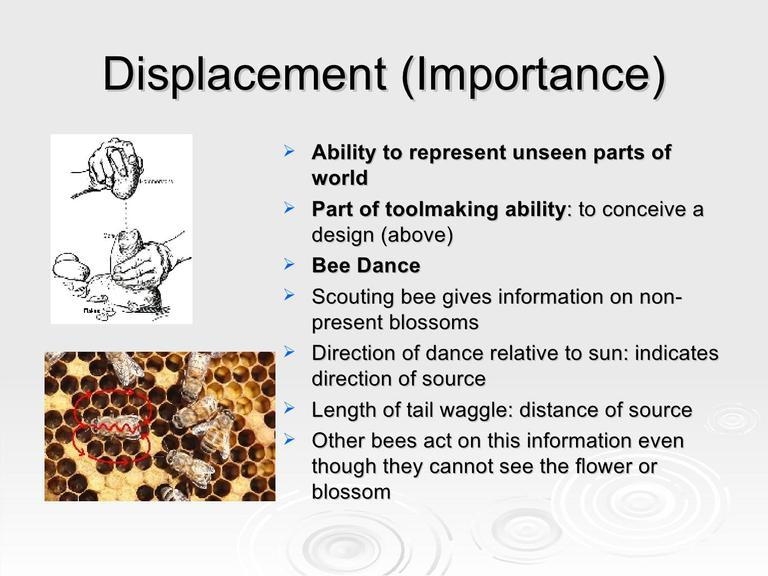 Displacement (Importance)
Ability to represent unseen parts of
world
Part of toolmaking ability: to conceive a
design (above)
Bee Dance
Scouting bee gives information on non-
present blossoms
Direction of dance relative to sun: indicates
direction of source
Length of tail waggle: distance of source
Other bees act on this information even
though they cannot see the flower or
blossom